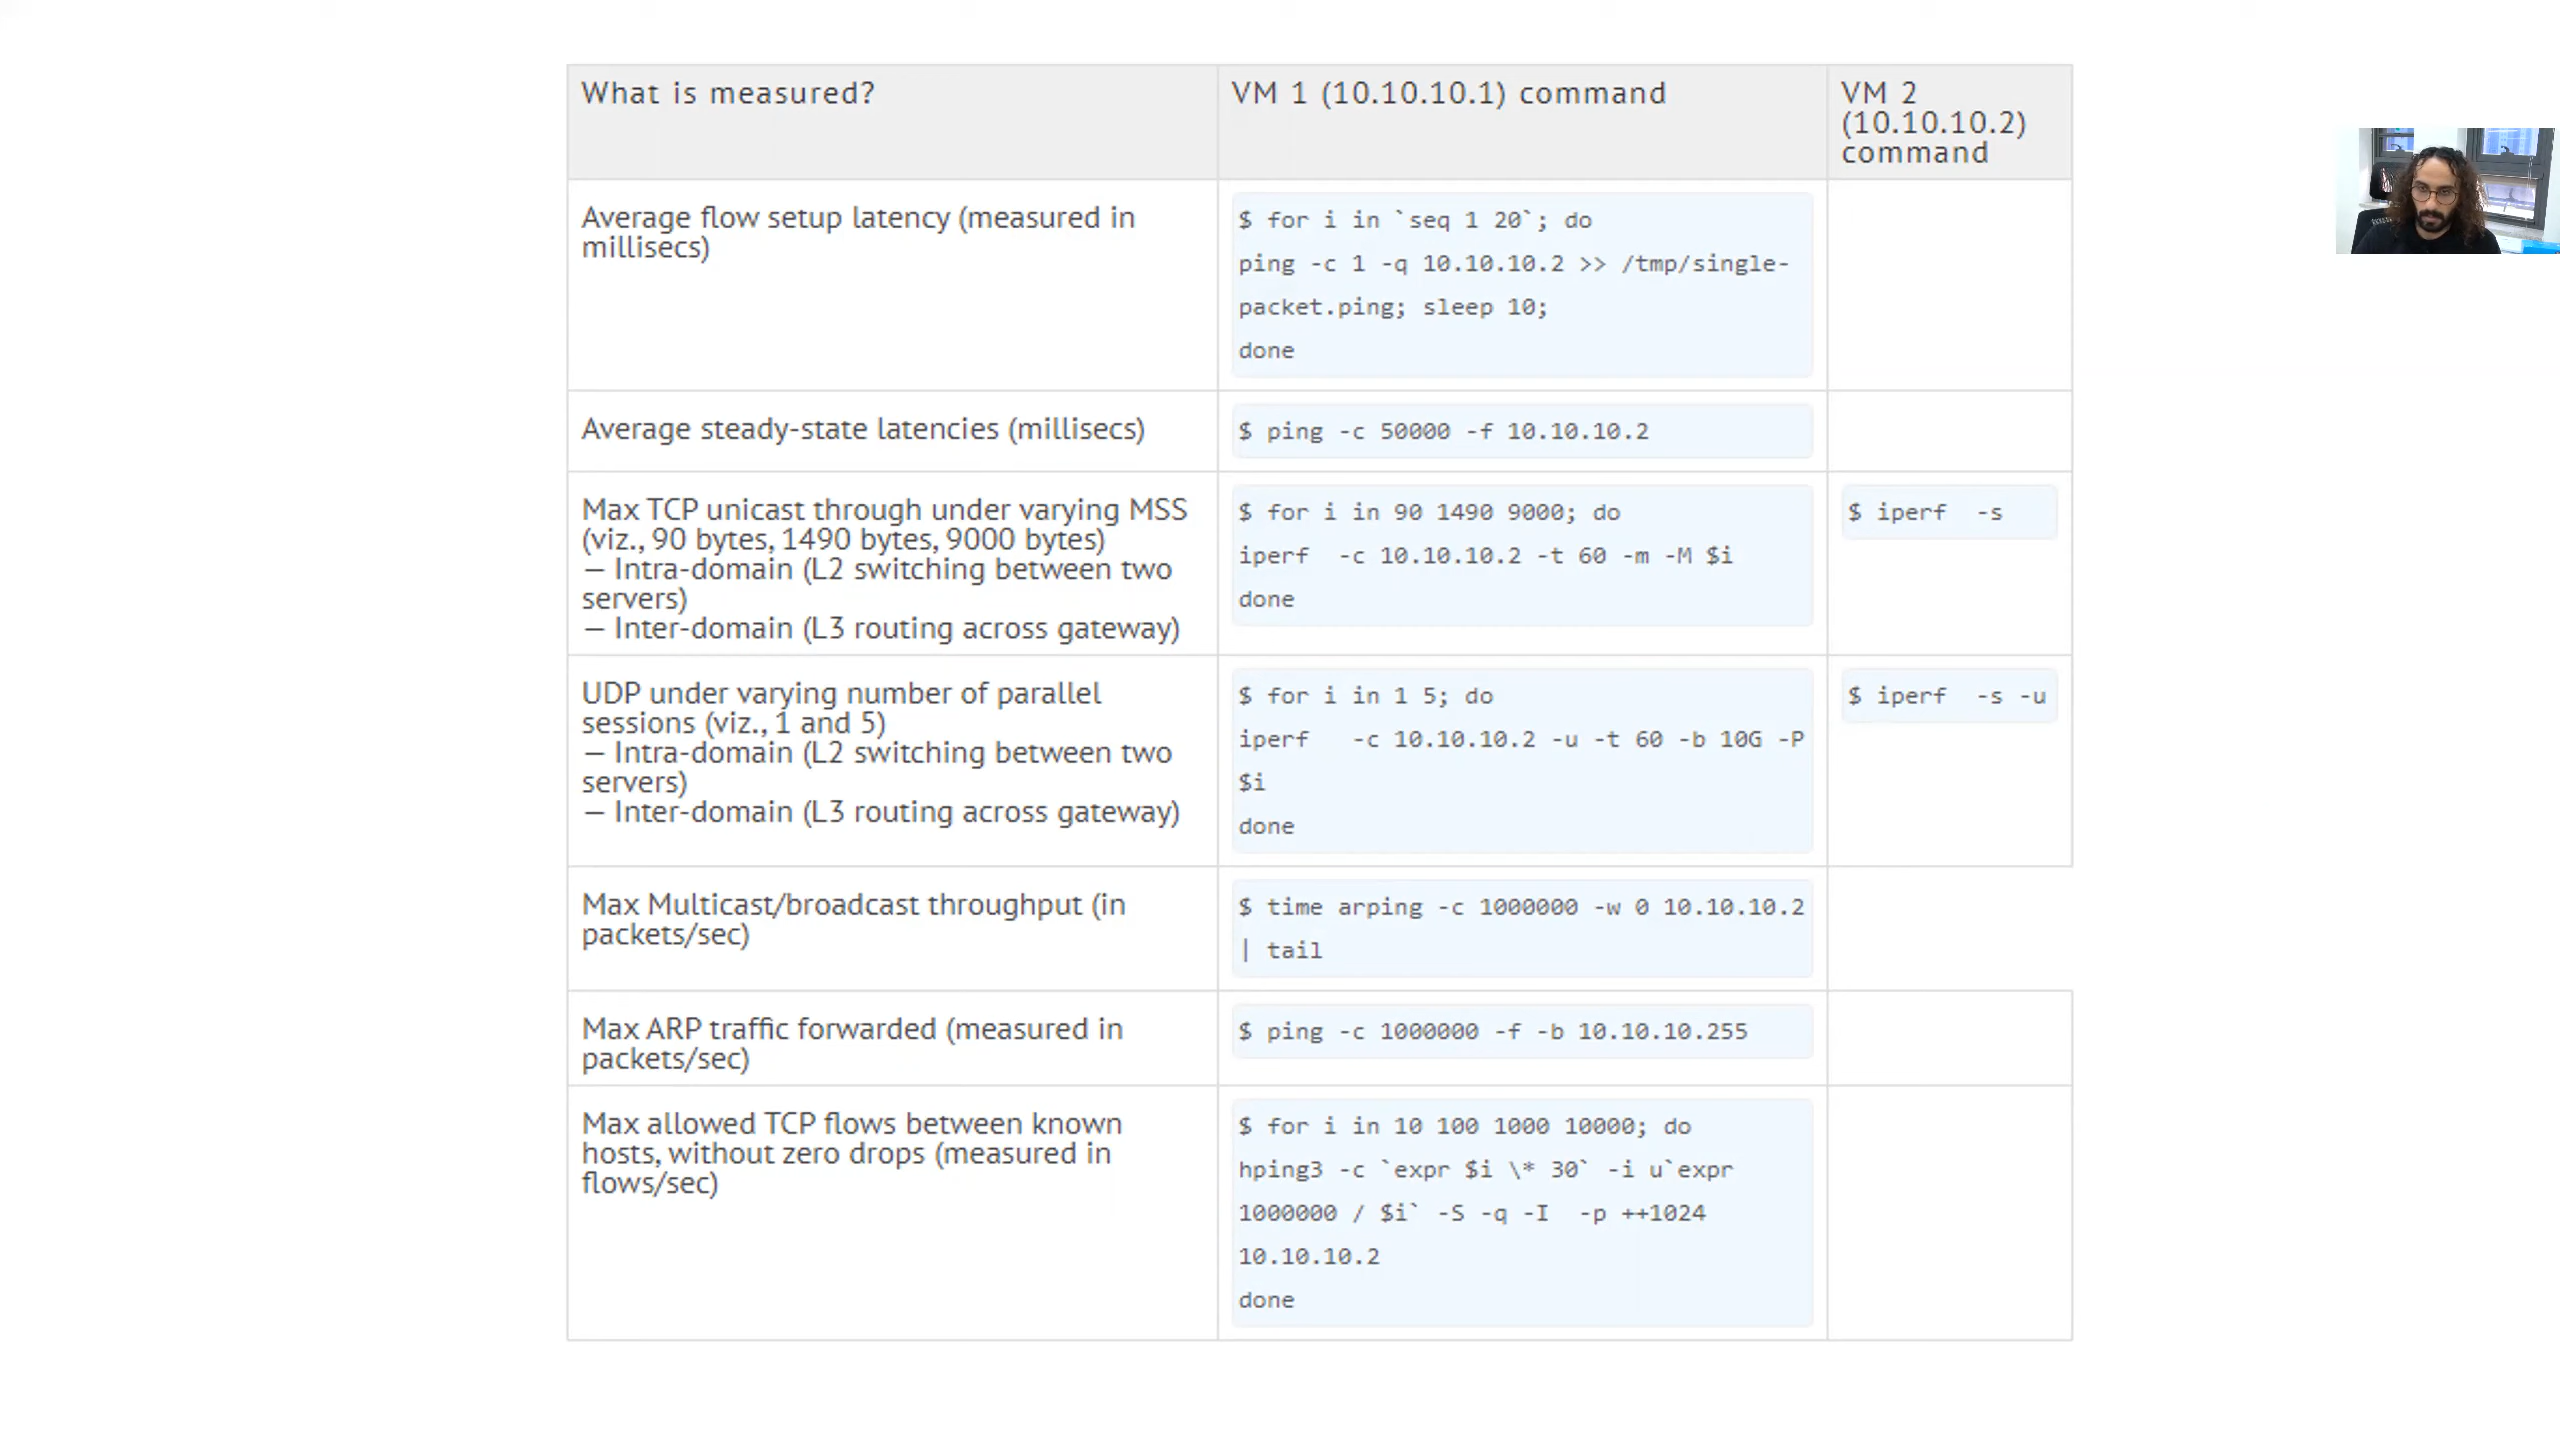 What is measured?
VM 1 (10.10.10.1) command
VM 2
(10.10.10.2)
command
Average flow setup latency (measured in
millisecs)
$ for i in `seq 1 20`; do
ping -c 1 -q 10.10.10.2 >> /tmp/single-
packet.ping; sleep 10;
done
Average steady-state latencies (millisecs)
$ ping -c 50000 -f 10.10.10.2
Max TCP unicast through under varying MSS
(viz., 90 bytes, 1490 bytes, 9000 bytes)
— Intra-domain (L2 switching between two
servers)
— Inter-domain (L3 routing across gateway)
$ for i in 90 1490 9000; do
iperf  -c 10.10.10.2 -t 60 -m -M $i
done
$ iperf  -s
UDP under varying number of parallel
sessions (viz., 1 and 5)
— Intra-domain (L2 switching between two
servers)
— Inter-domain (L3 routing across gateway)
$ for i in 1 5; do
iperf   -c 10.10.10.2 -u -t 60 -b 10G -P
$i
done
$ iperf  -s -u
Max Multicast/broadcast throughput (in
packets/sec)
$ time arping -c 1000000 -w 0 10.10.10.2
| tail
Max ARP traffic forwarded (measured in
packets/sec)
$ ping -c 1000000 -f -b 10.10.10.255
Max allowed TCP flows between known
hosts, without zero drops (measured in
flows/sec)
$ for i in 10 100 1000 10000; do
hping3 -c `expr $i \* 30` -i u`expr
1000000 / $i` -S -q -I  -p ++1024
10.10.10.2
done